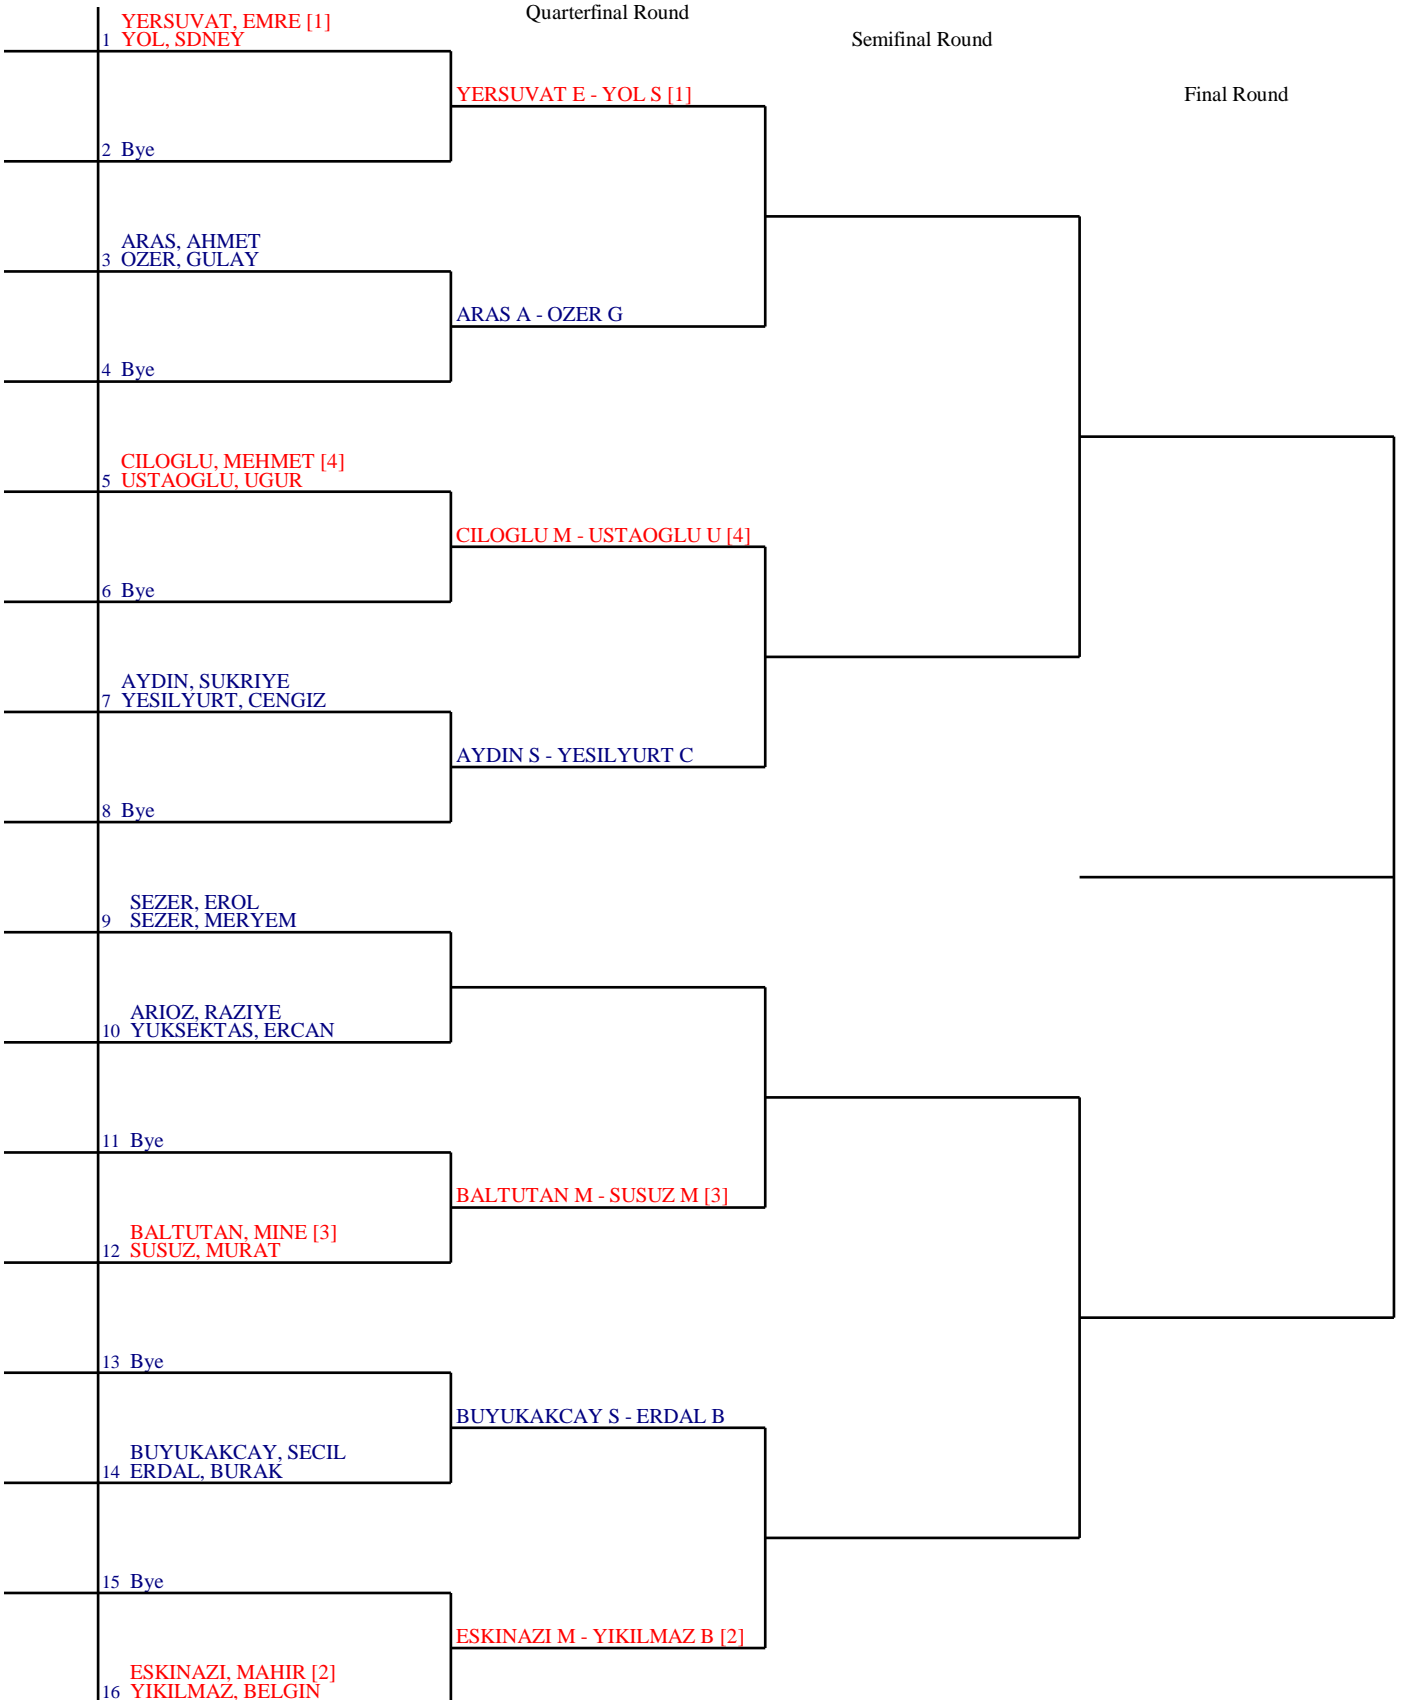 Quarterfinal Round
Semifinal Round
Final Round
YERSUVAT, EMRE [1]
1 YOL, SDNEY
YERSUVAT E - YOL S [1]
2 Bye
ARAS, AHMET
3 OZER, GULAY
ARAS A - OZER G
4 Bye
CILOGLU, MEHMET [4]
5 USTAOGLU, UGUR
CILOGLU M - USTAOGLU U [4]
6 Bye
AYDIN, SUKRIYE
7 YESILYURT, CENGIZ
AYDIN S - YESILYURT C
8 Bye
SEZER, EROL
9 SEZER, MERYEM
ARIOZ, RAZIYE
10 YUKSEKTAS, ERCAN
11 Bye
BALTUTAN M - SUSUZ M [3]
BALTUTAN, MINE [3]
12 SUSUZ, MURAT
13 Bye
BUYUKAKCAY S - ERDAL B
BUYUKAKCAY, SECIL
14 ERDAL, BURAK
15 Bye
ESKINAZI M - YIKILMAZ B [2]
ESKINAZI, MAHIR [2]
16 YIKILMAZ, BELGIN